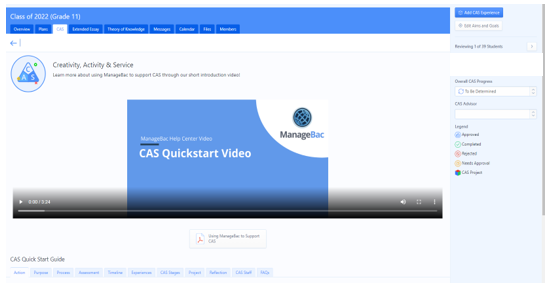 Class of 2022 (Grade 11)
Overview Plans CAS Extended Essay Theory of Knowledge Messages Calendar Files Members
Creativity, Activity & Service
Learn more about using ManageBac to support CAS through our short introduction video!
ManageBac Help Center Video
CAS Quickstart Video
ManageBac
0:00 / 3:24
Using ManageBac to Support
CAS
CAS Quick Start Guide
Advice Purpose Process Assessment Timeline Experiences CAS Stages Project Reflection CAS Staff FAQs
Add CAS Experience
Edit Aims and Goals
Reviewing 1 of 39 Students
Overall CAS Progress
To Be Determined
CAS Advisor
Legend
Approved
Completed
Rejected
Needs Approval
CAS Project